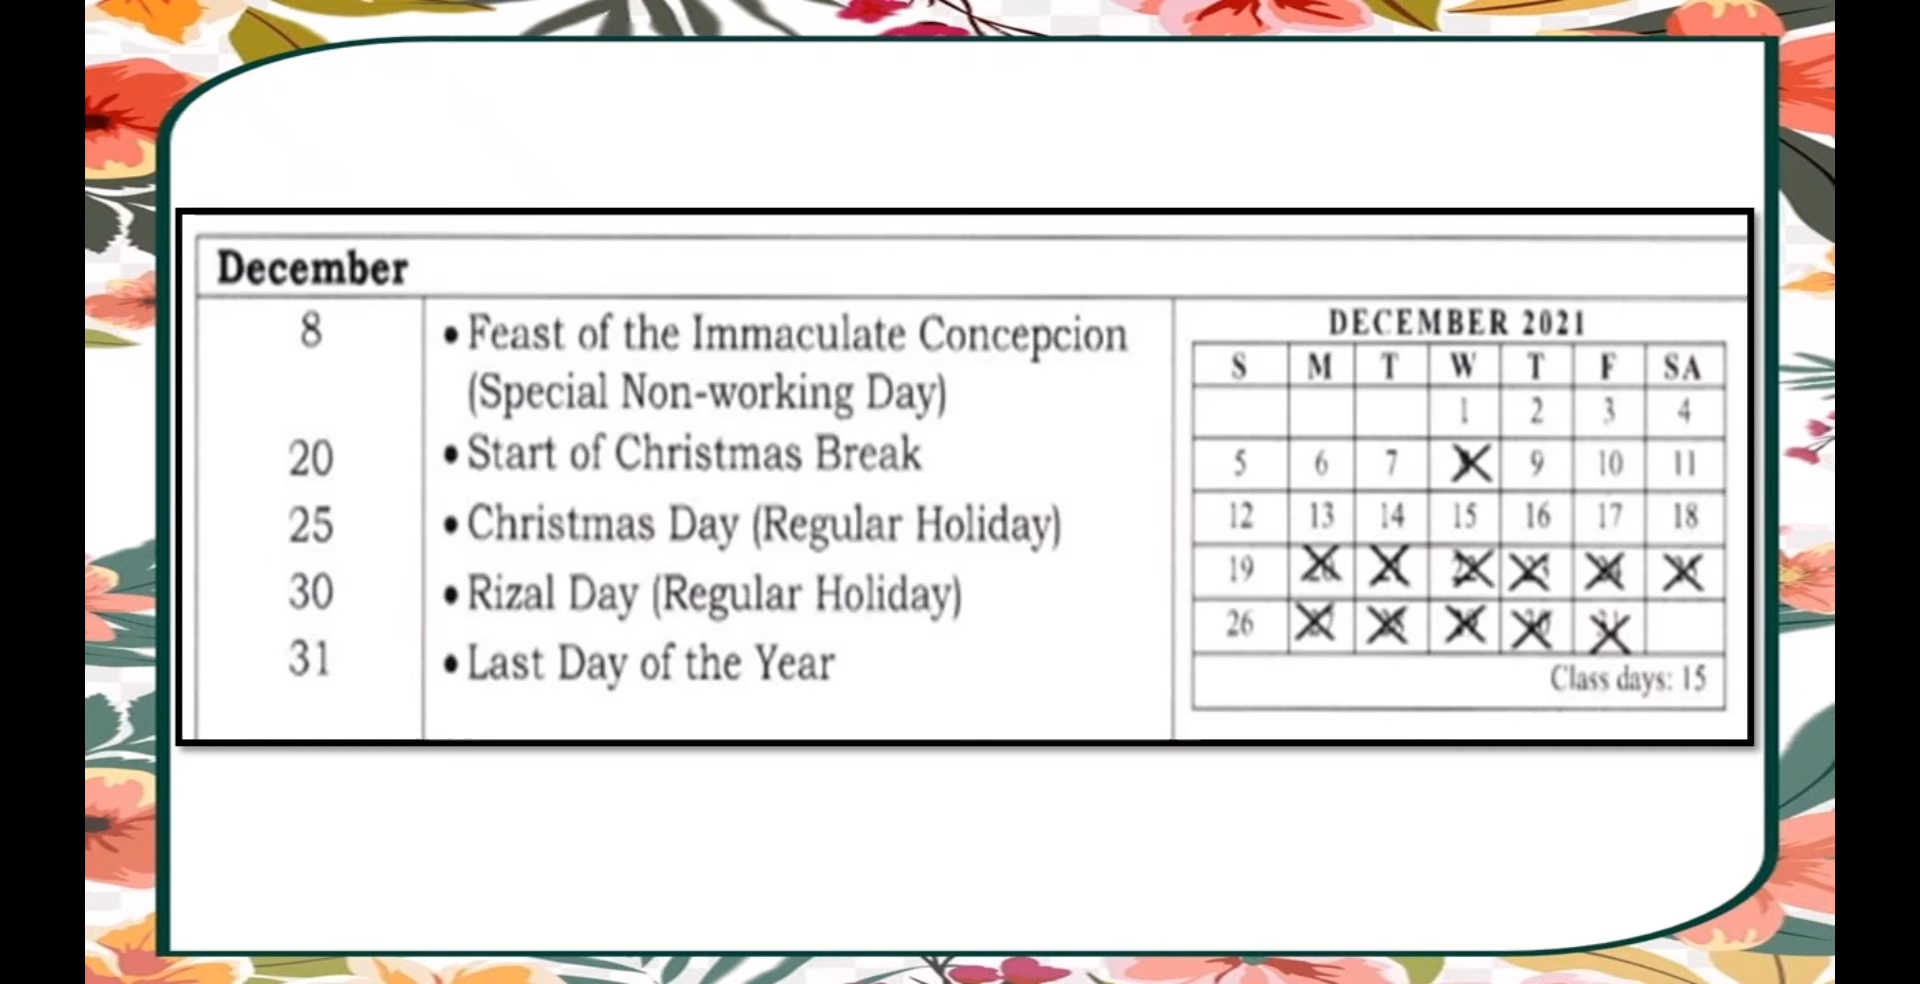 December
8 • Feast of the Immaculate Concepcion
(Special Non-working Day)
20 • Start of Christmas Break
25 • Christmas Day (Regular Holiday)
30 • Rizal Day (Regular Holiday)
31 • Last Day of the Year
DECEMBER 2021
S M T W T F SA
1 2 3 4
5 6 7 9 10 11
12 13 14 15 16 17 18
19
26
Class days: 15